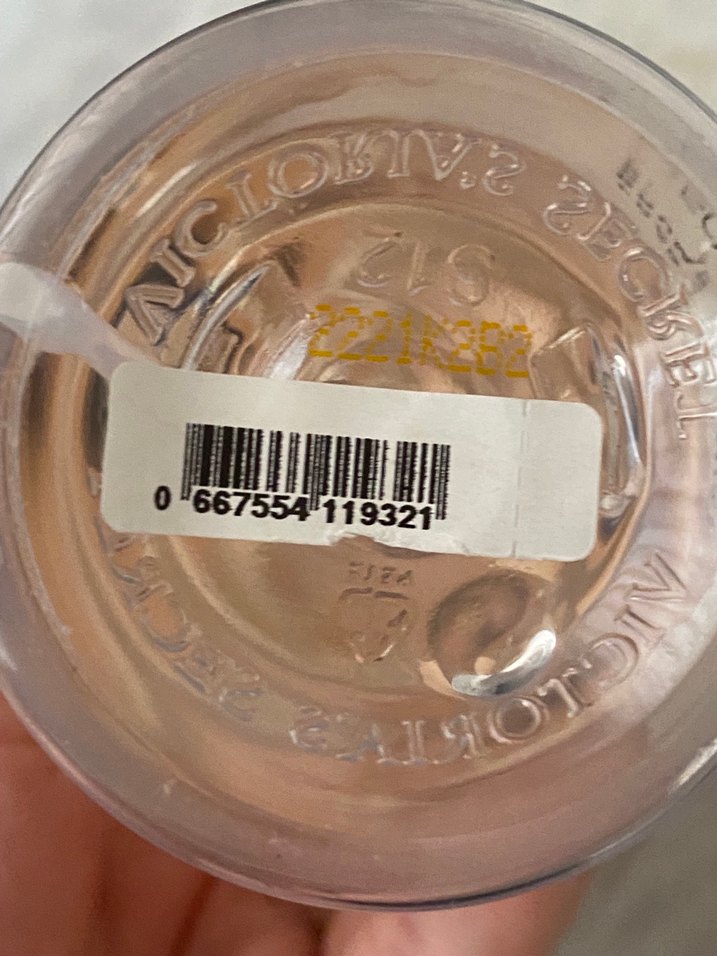 VICTORIA'S SECRET
S12
2221K2B2
0 667554 119321
VICTORIA'S SECRET